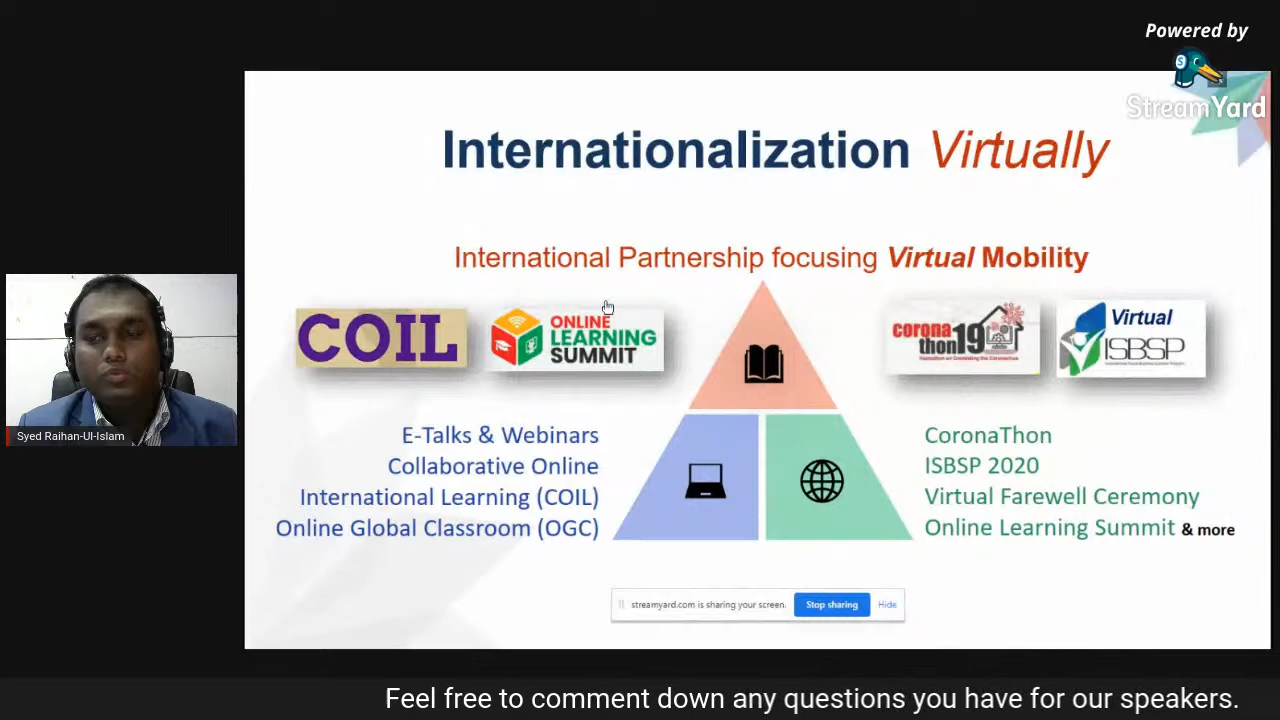 Powered by
StreamYard
Internationalization Virtually
International Partnership focusing Virtual Mobility
COIL
ONLINE
LEARNING
SUMMIT
corona
thon19
Virtual
ISBSP
Syed Raihan-Ul-Islam
E-Talks & Webinars
Collaborative Online
International Learning (COIL)
Online Global Classroom (OGC)
CoronaThon
ISBSP 2020
Virtual Farewell Ceremony
Online Learning Summit & more
streamyard.com is sharing your screen.
Stop sharing
Hide
Feel free to comment down any questions you have for our speakers.